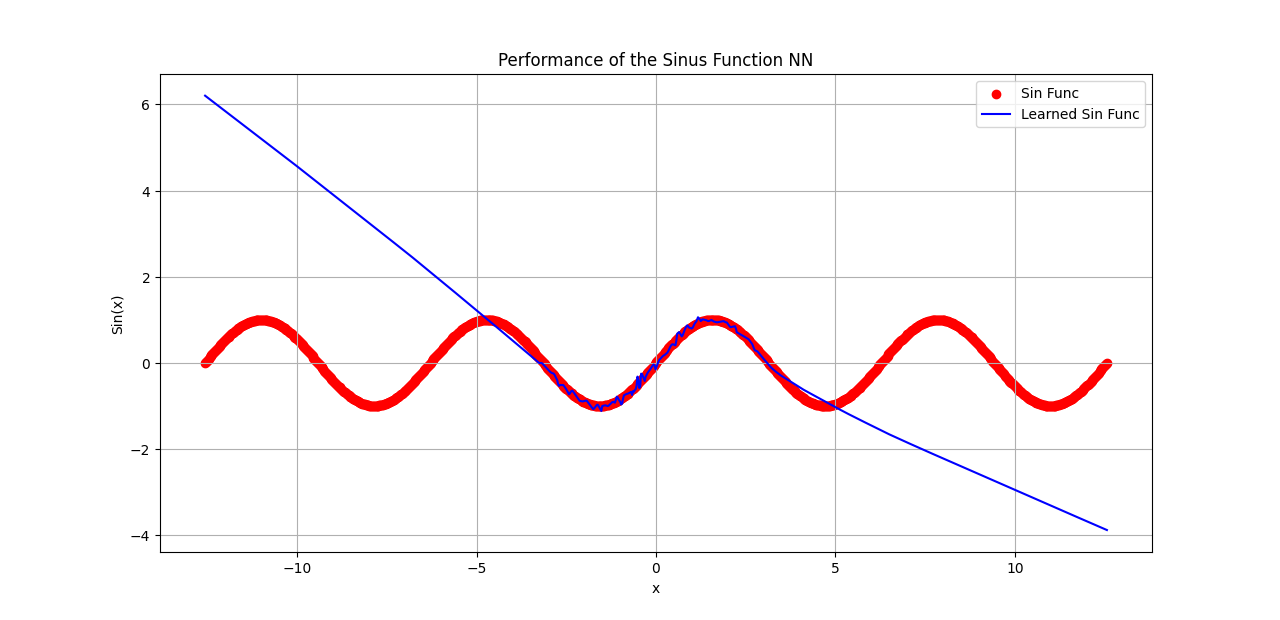 Performance of the Sinus Function NN
Sin Func
Learned Sin Func
6
4
2
0
−2
−4
Sin(x)
−10
−5
0
5
10
x